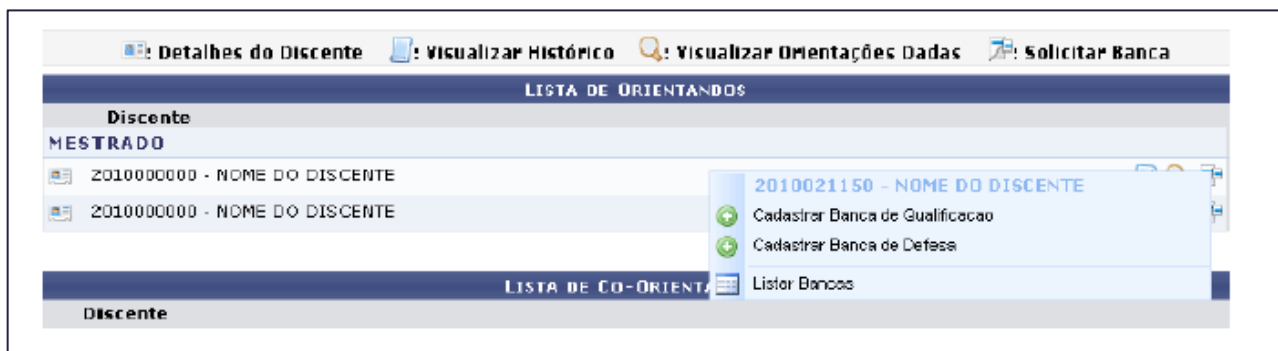 : Detalhes do Discente : Visualizar Histórico : Visualizar Orientações Dadas : Solicitar Banca
LISTA DE ORIENTANDOS
Discente
MESTRADO
2010000000 - NOME DO DISCENTE
2010000000 - NOME DO DISCENTE
2010021150 - NOME DO DISCENTE
Cadastrar Banca de Qualificacao
Cadastrar Banca de Defesa
Listar Bancas
LISTA DE CO-ORIENTA
Discente